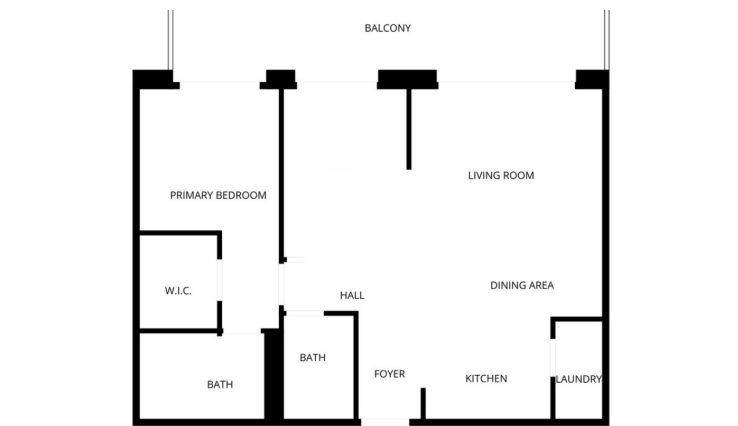 BALCONY
LIVING ROOM
PRIMARY BEDROOM
DINING AREA
W.I.C.
HALL
BATH
FOYER
KITCHEN
LAUNDRY
BATH